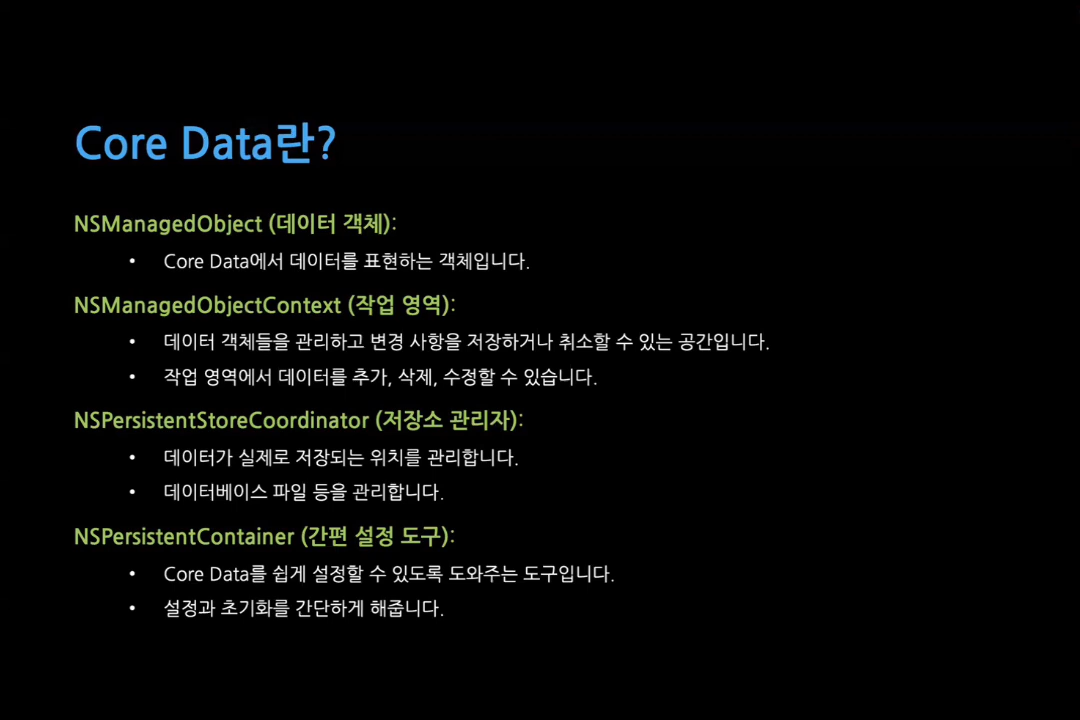 Core Data란?
NSManagedObject (데이터 객체):
• Core Data에서 데이터를 표현하는 객체입니다.
NSManagedObjectContext (작업 영역):
• 데이터 객체들을 관리하고 변경 사항을 저장하거나 취소할 수 있는 공간입니다.
• 작업 영역에서 데이터를 추가, 삭제, 수정할 수 있습니다.
NSPersistentStoreCoordinator (저장소 관리자):
• 데이터가 실제로 저장되는 위치를 관리합니다.
• 데이터베이스 파일 등을 관리합니다.
NSPersistentContainer (간편 설정 도구):
• Core Data를 쉽게 설정할 수 있도록 도와주는 도구입니다.
• 설정과 초기화를 간단하게 해줍니다.